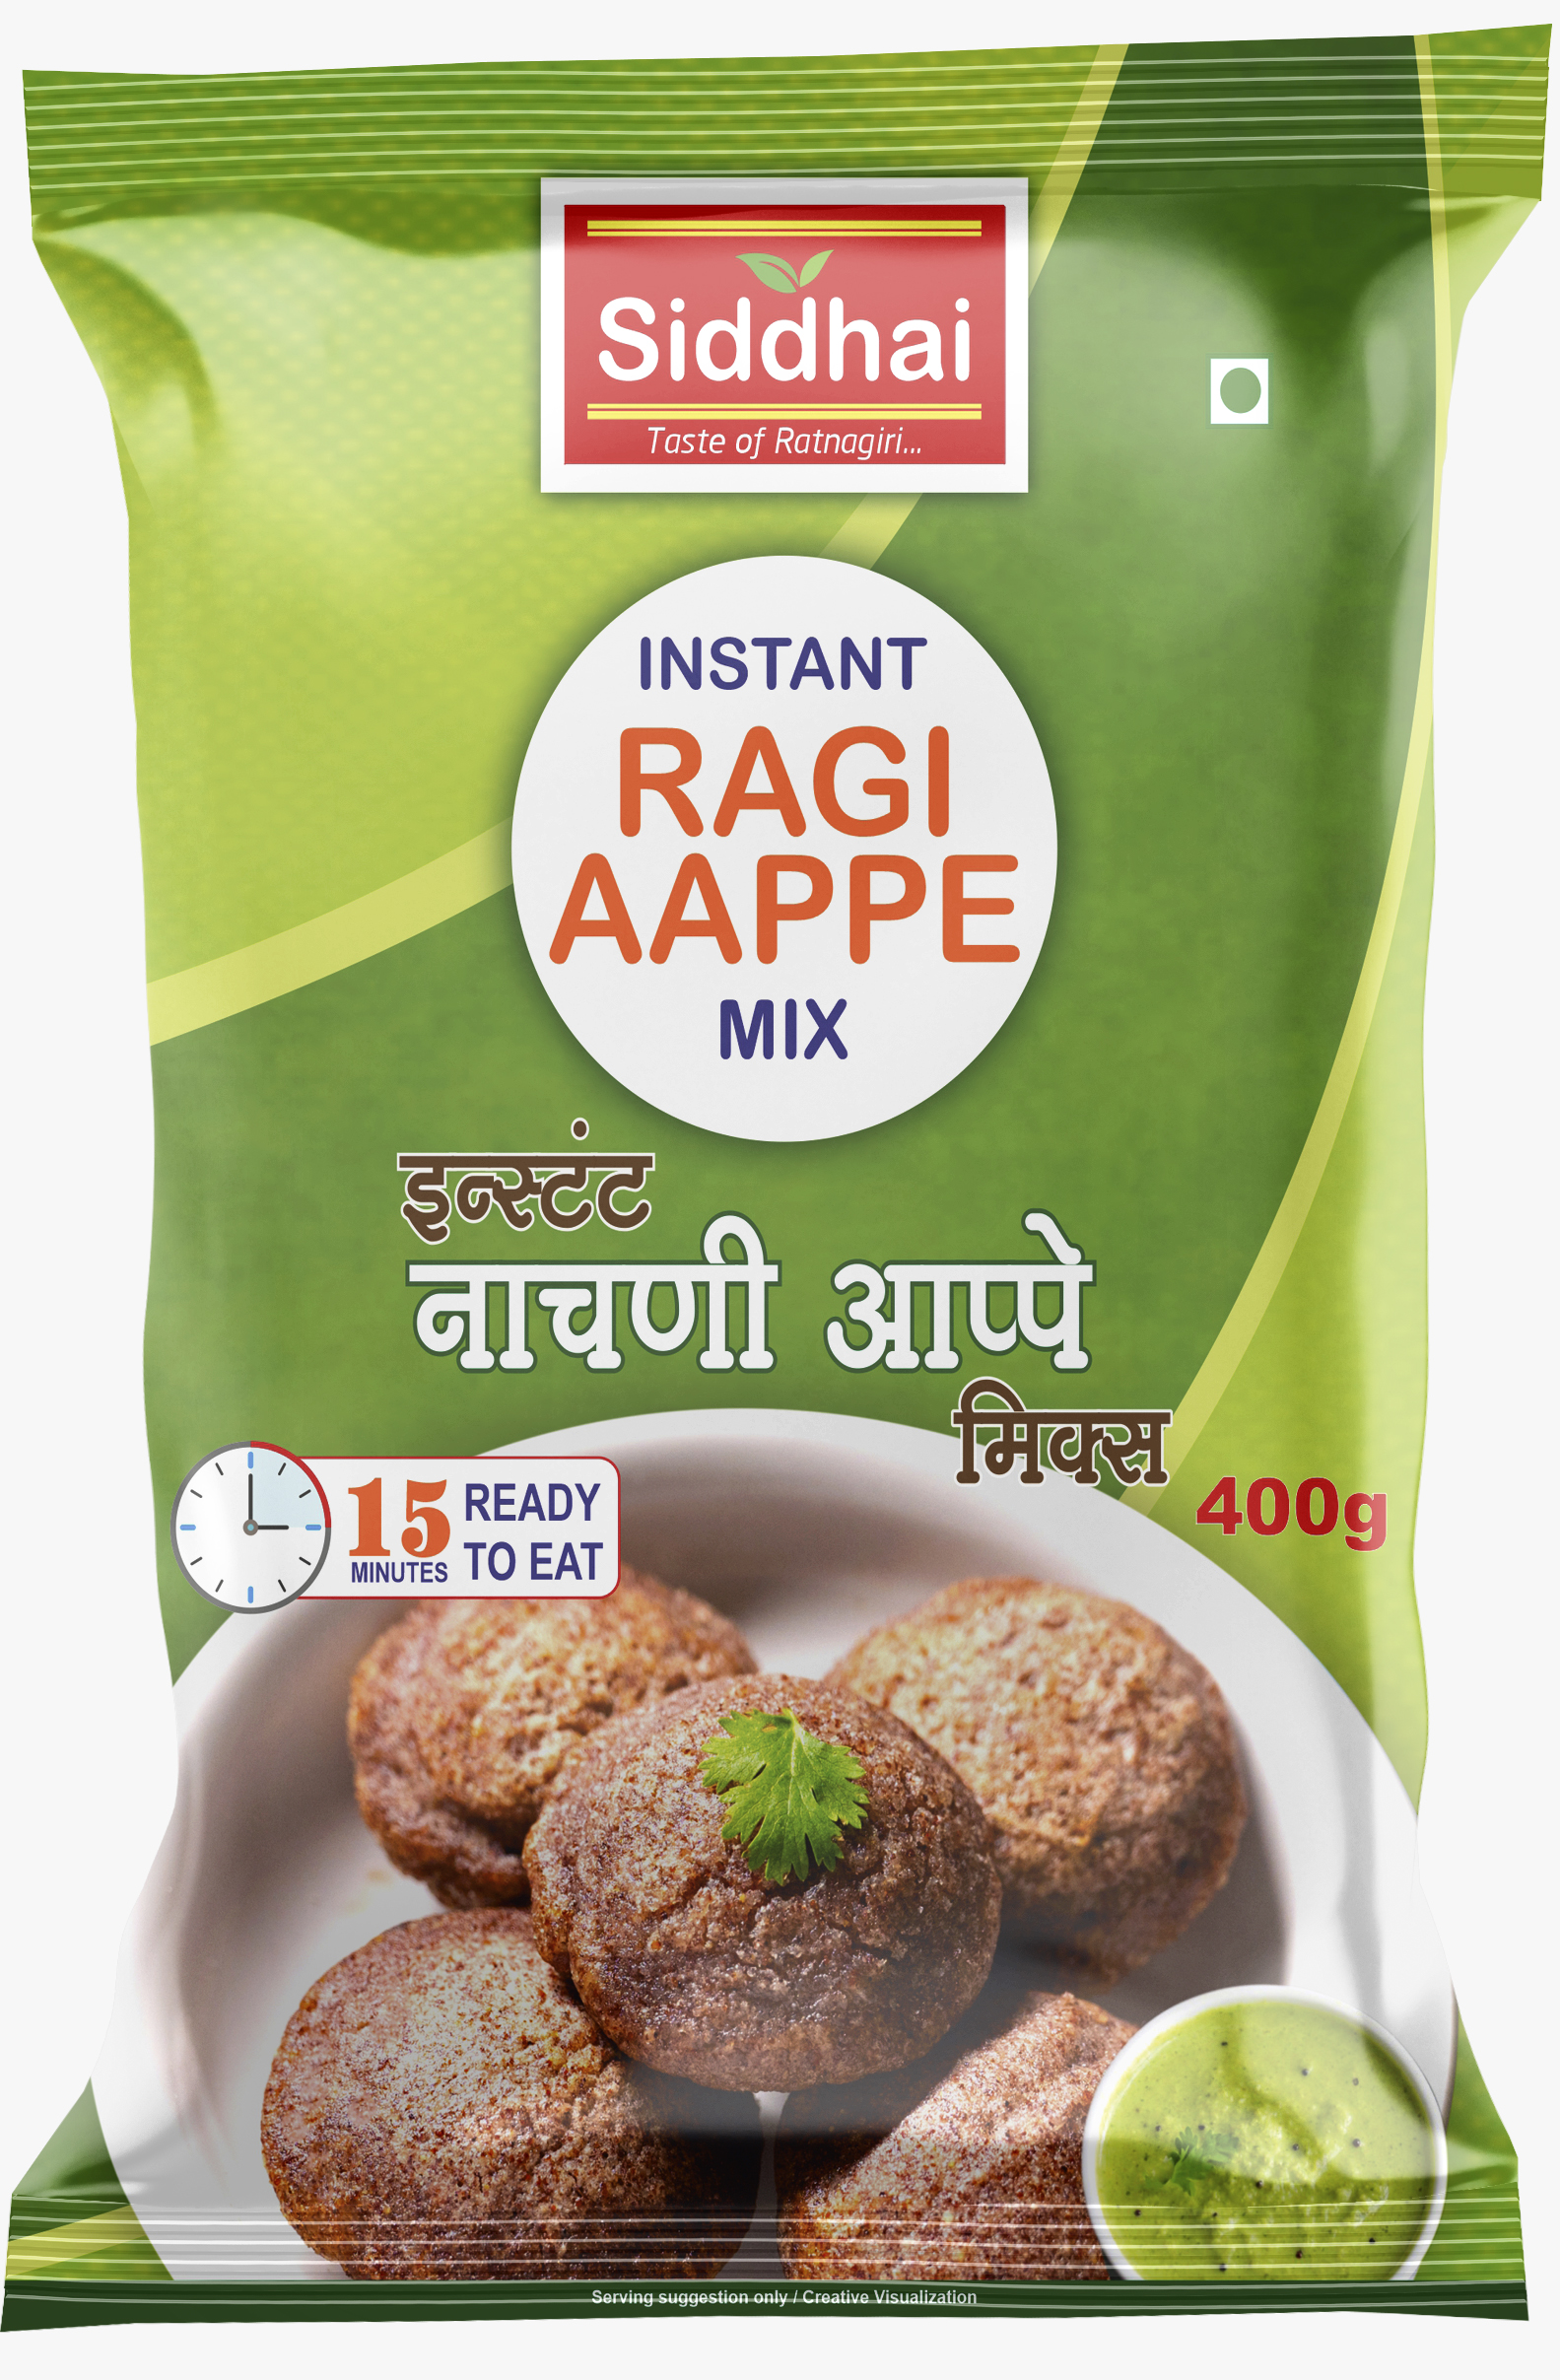 Siddhai
Taste of Ratnagiri...
INSTANT
RAGI
AAPPE
MIX
इन्स्टंट
नाचणी आप्पे
मिक्स
400g
15
MINUTES
READY
TO EAT
Serving suggestion only / Creative Visualization